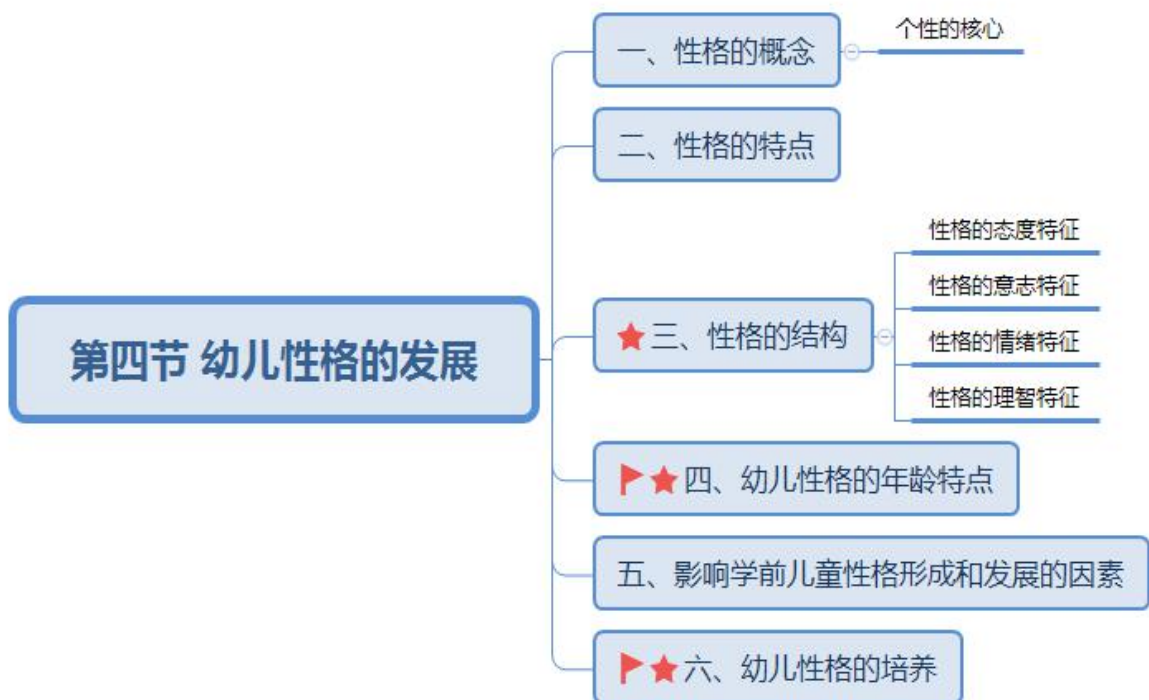 第四节 幼儿性格的发展
一、性格的概念
个性的核心
二、性格的特点
三、性格的结构
性格的态度特征
性格的意志特征
性格的情绪特征
性格的理智特征
四、幼儿性格的年龄特点
五、影响学前儿童性格形成和发展的因素
六、幼儿性格的培养